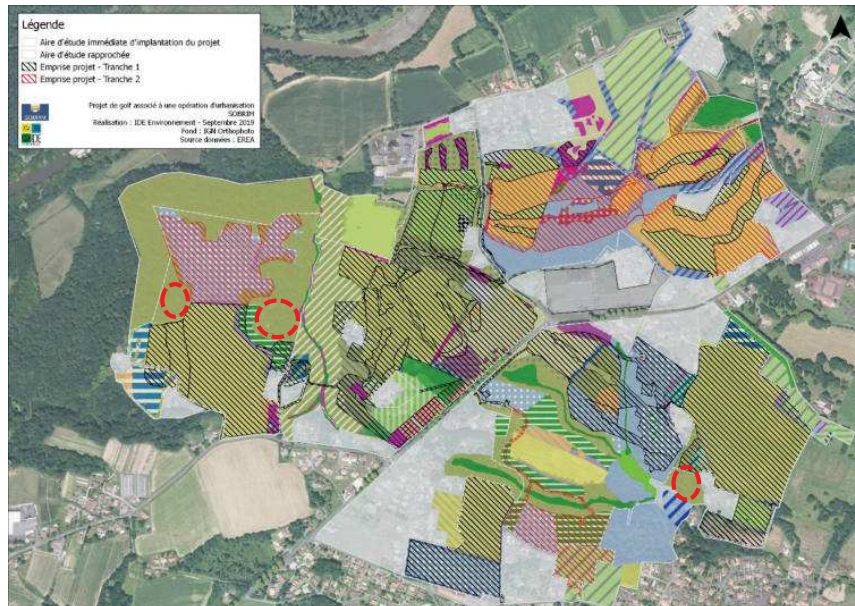 Légende
Aire d'étude immédiate d'implantation du projet
Aire d'étude rapprochée
Emprise projet - Tranche 1
Emprise projet - Tranche 2
Projet de golf associé à une opération d'urbanisation
SOBRIM
Réalisation : IDE Environnement - Septembre 2019
Fond : IGN Orthophoto
Source données : EREA